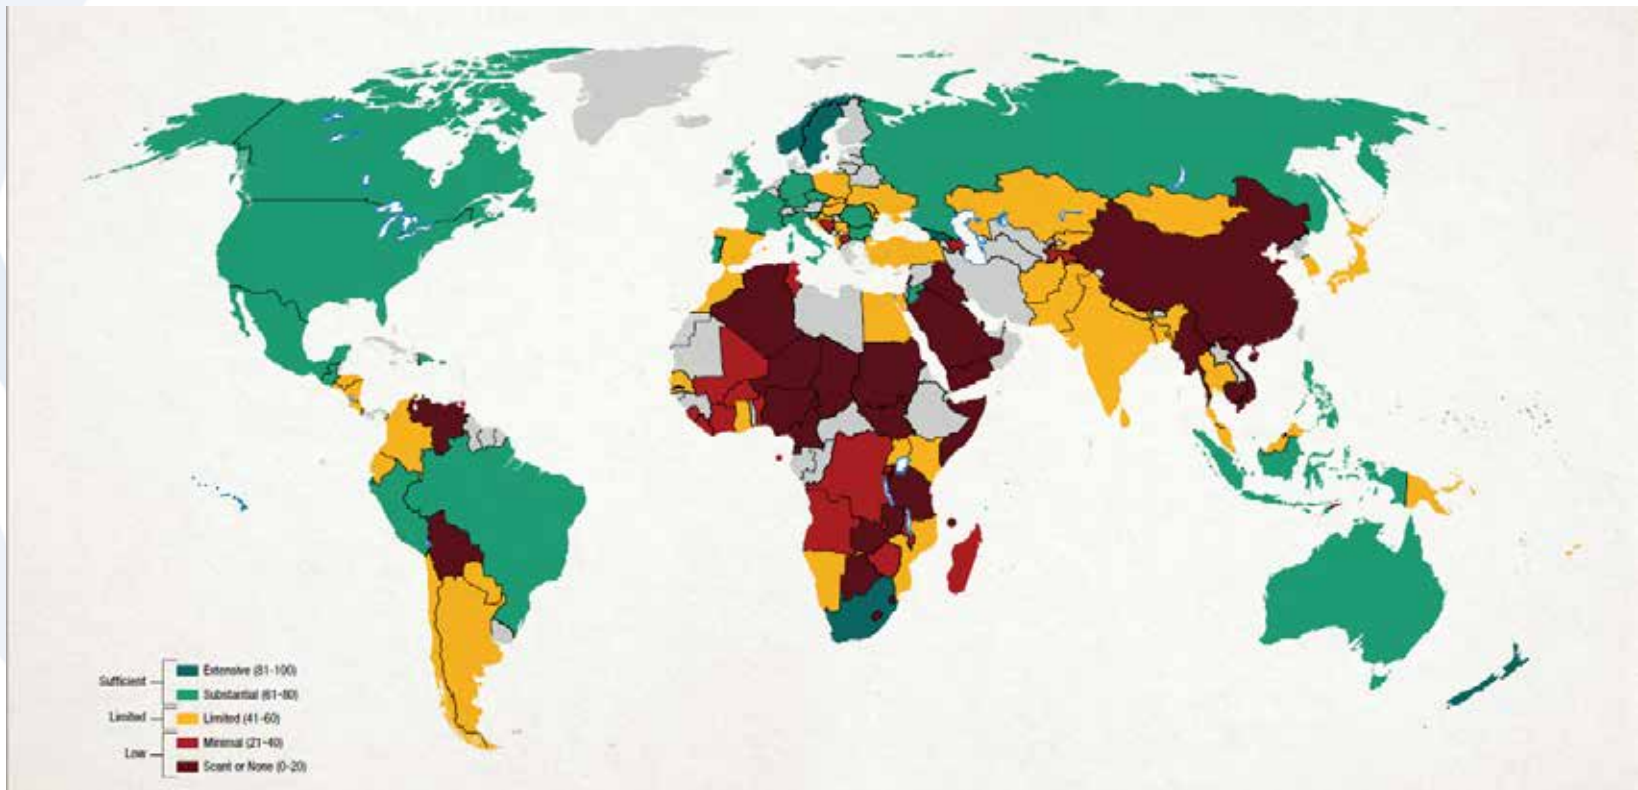 Sufficient
Extensive (81-100)
Substantial (61-80)
Limited
Limited (41-60)
Low
Minimal (21-40)
Scant or None (0-20)